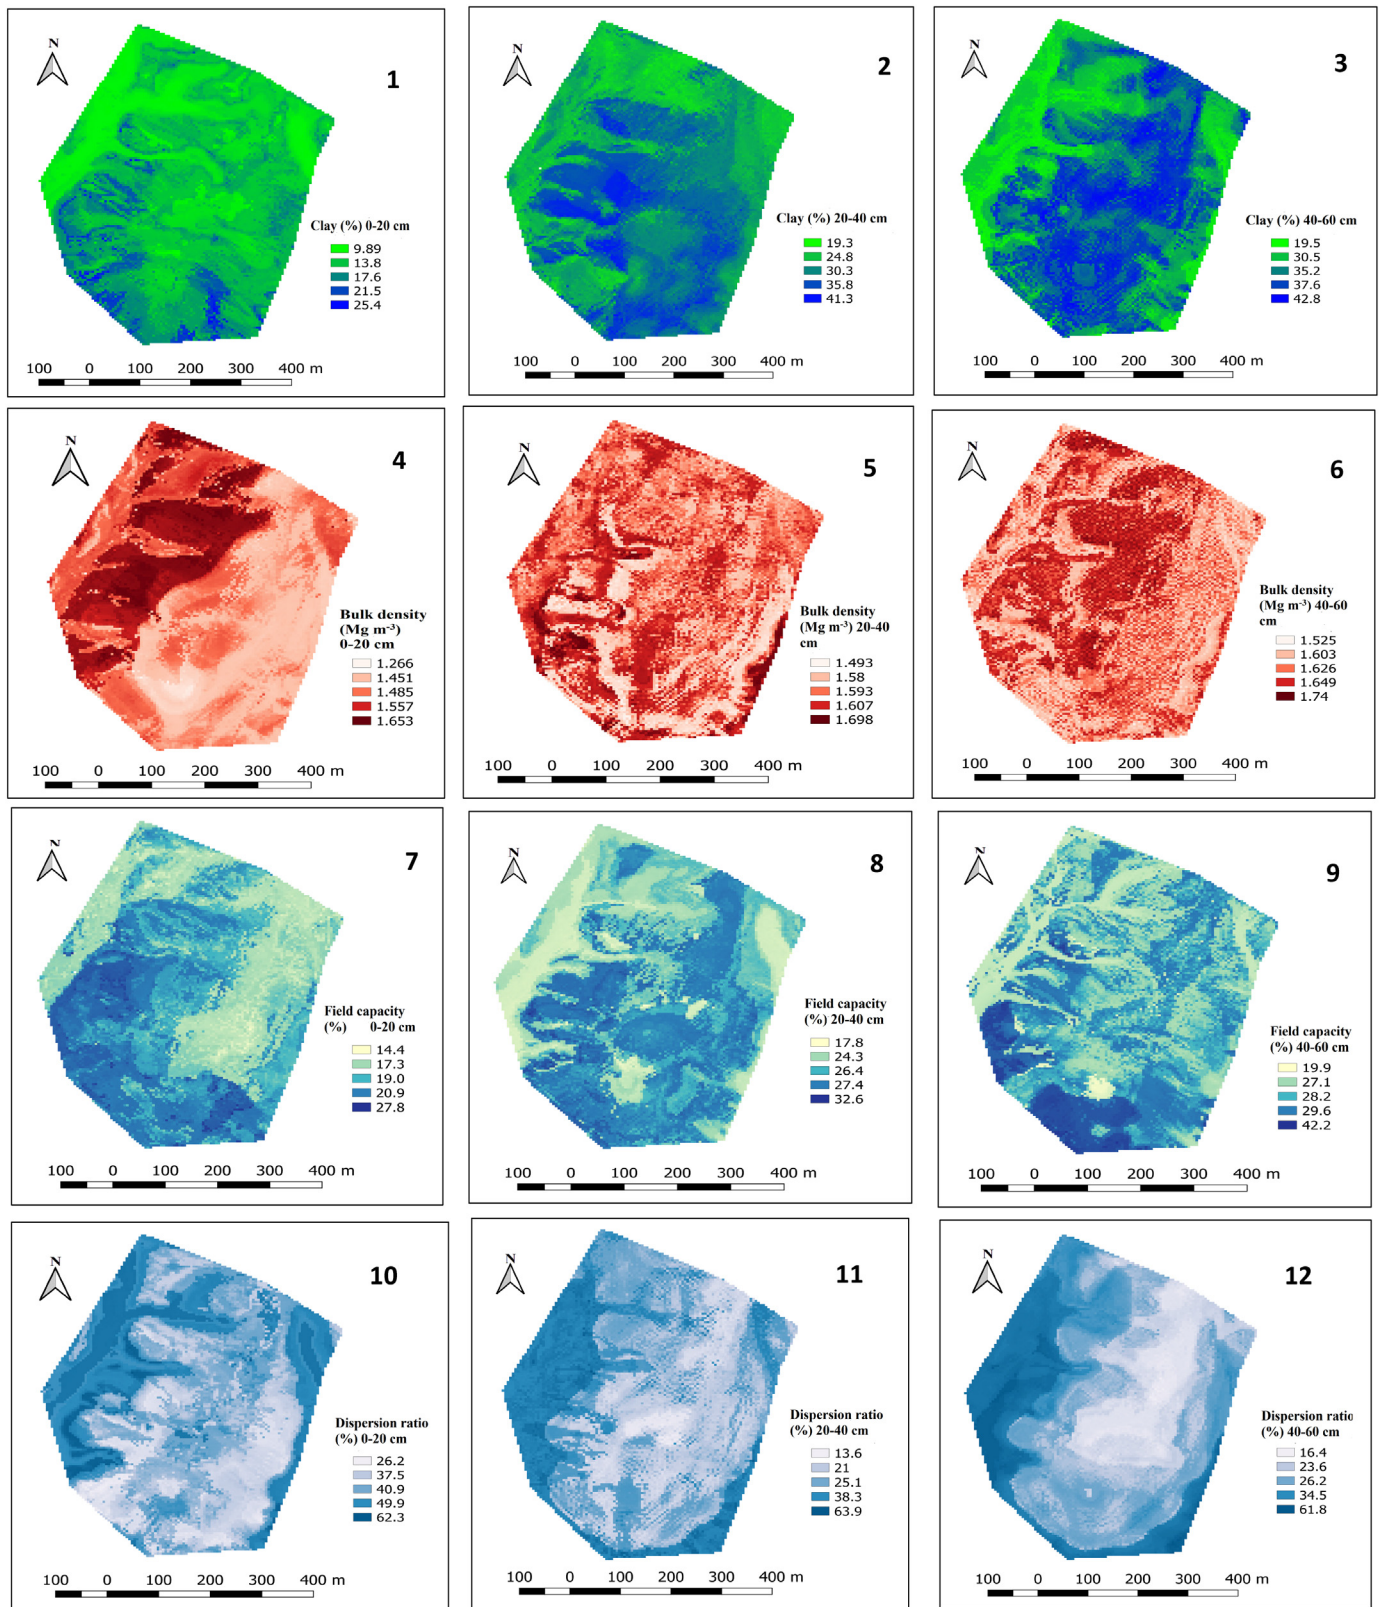 N
1
Clay (%) 0-20 cm
9.89
13.8
17.6
21.5
25.4
100 0 100 200 300 400 m
N
2
Clay (%) 20-40 cm
19.3
24.8
30.3
35.8
41.3
100 0 100 200 300 400 m
N
3
Clay (%) 40-60 cm
19.5
30.5
35.2
37.6
42.8
100 0 100 200 300 400 m
N
4
Bulk density
(Mg m⁻³)
0-20 cm
1.266
1.451
1.485
1.557
1.653
100 0 100 200 300 400 m
N
5
Bulk density
(Mg m⁻³) 20-40
cm
1.493
1.58
1.593
1.607
1.698
100 0 100 200 300 400 m
N
6
Bulk density
(Mg m⁻³) 40-60
cm
1.525
1.603
1.626
1.649
1.74
100 0 100 200 300 400 m
N
7
Field capacity
(%) 0-20 cm
14.4
17.3
19.0
20.9
27.8
100 0 100 200 300 400 m
N
8
Field capacity
(%) 20-40 cm
17.8
24.3
26.4
27.4
32.6
100 0 100 200 300 400 m
N
9
Field capacity
(%) 40-60 cm
19.9
27.1
28.2
29.6
42.2
100 0 100 200 300 400 m
N
10
Dispersion ratio
(%) 0-20 cm
26.2
37.5
40.9
49.9
62.3
100 0 100 200 300 400 m
N
11
Dispersion ratio
(%) 20-40 cm
13.6
21
25.1
38.3
63.9
100 0 100 200 300 400 m
N
12
Dispersion ratio
(%) 40-60 cm
16.4
23.6
26.2
34.5
61.8
100 0 100 200 300 400 m